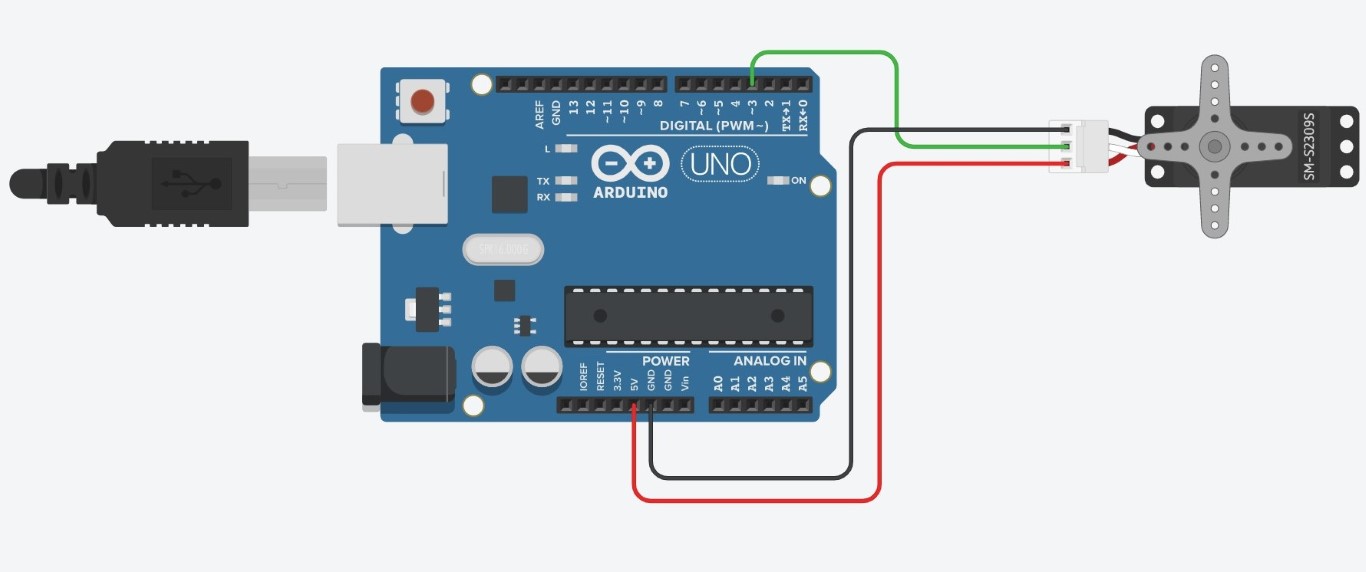 AREF
GND
13
12
~11
~10
~9
8
7
~6
~5
4
~3
2
TX→1
RX←0
DIGITAL (PWM~)
L
TX
RX
ARDUINO
UNO
ON
SM-S2309S
POWER
ANALOG IN
IOREF
RESET
3.3V
5V
GND
GND
Vin
A0
A1
A2
A3
A4
A5